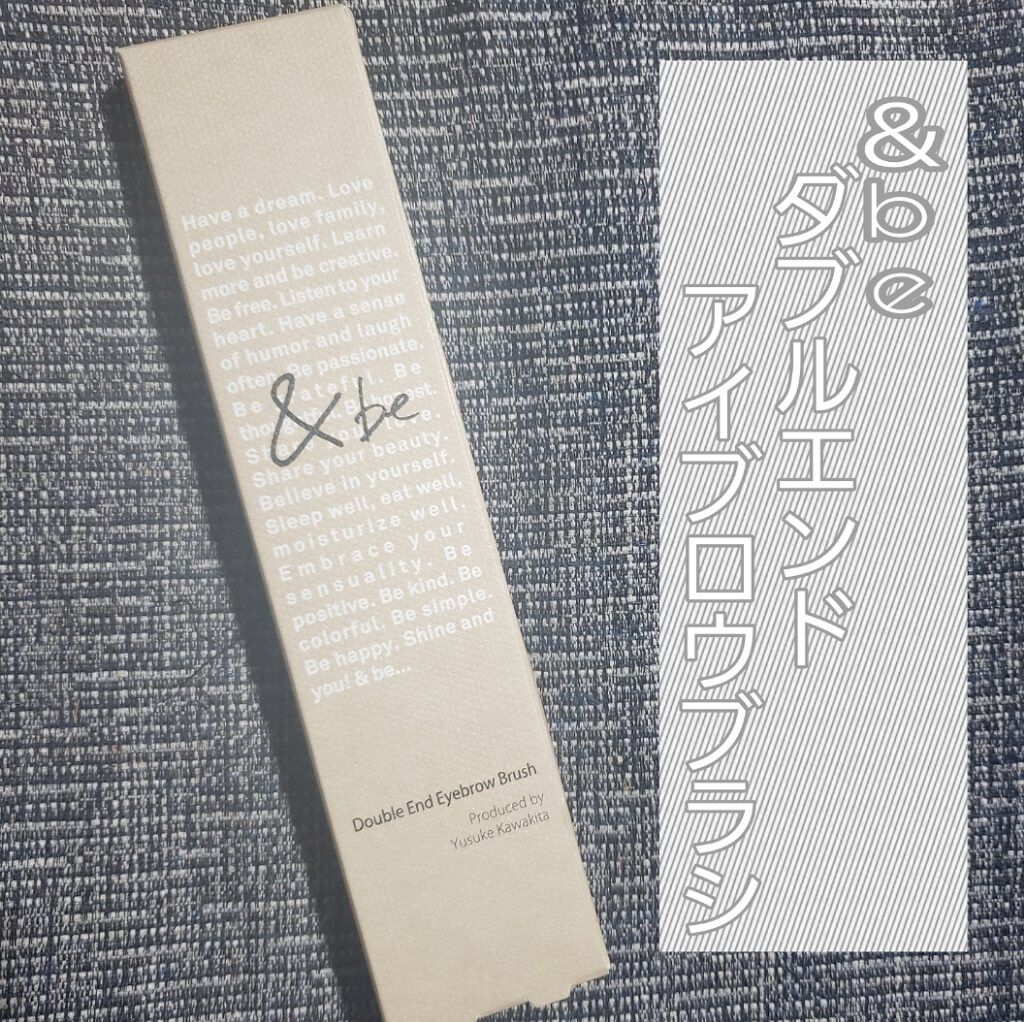 Have a dream. Love
people, love family,
love yourself. Learn
more and be creative.
Be free. Listen to your
heart. Have a sense
of humor and laugh
often. Be passionate.
Be Be
&be
Share your beauty.
Believe in yourself.
Sleep well, eat well,
moisturize well.
Embrace your
sensuality. Be
positive. Be kind. Be
colorful. Be simple.
Be happy. Shine and
you! & be...
Double End Eyebrow Brush
Produced by
Yusuke Kawakita
&be
ダブルエンド
アイブロウブラシ